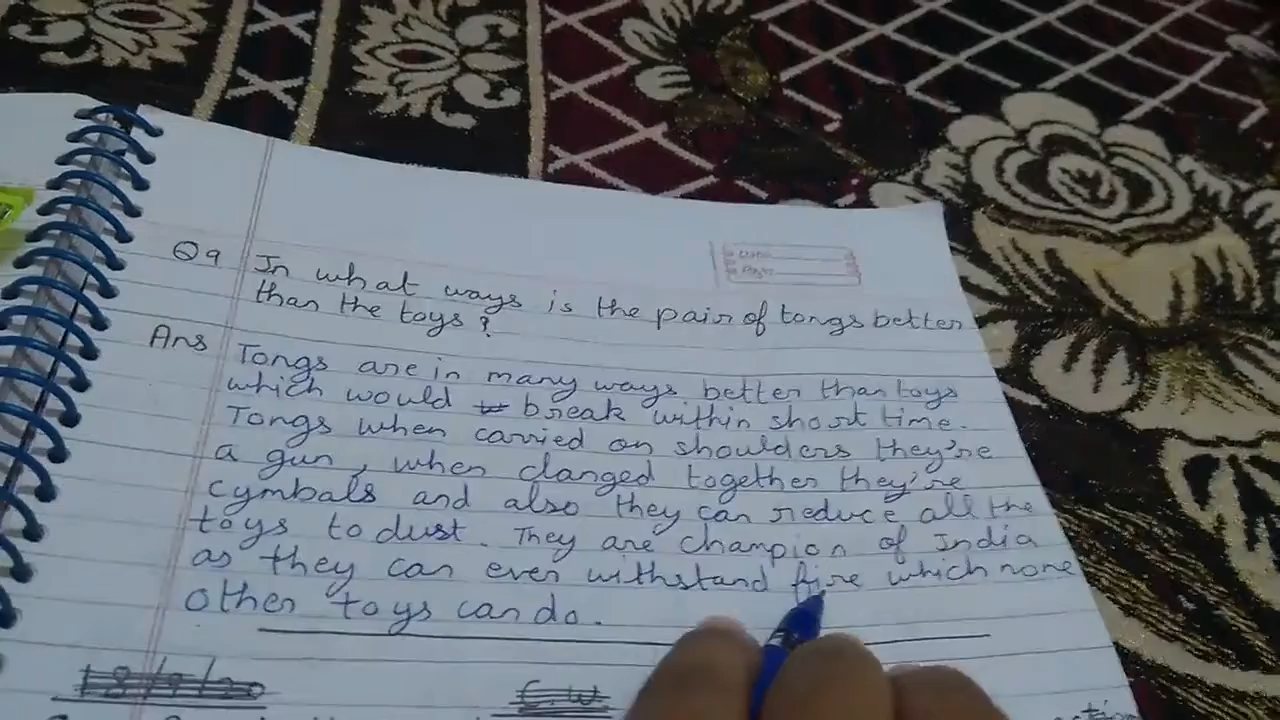 Date
Page
Q9 In what ways is the pair of tongs better
than the toys?
Ans Tongs are in many ways better than toys
which would break within short time.
Tongs when carried on shoulders they're
a gun, when clanged together they're
cymbals and also they can reduce all the
toys to dust. They are champion of India
as they can ever withstand fire which none
other toys can do.
C.W